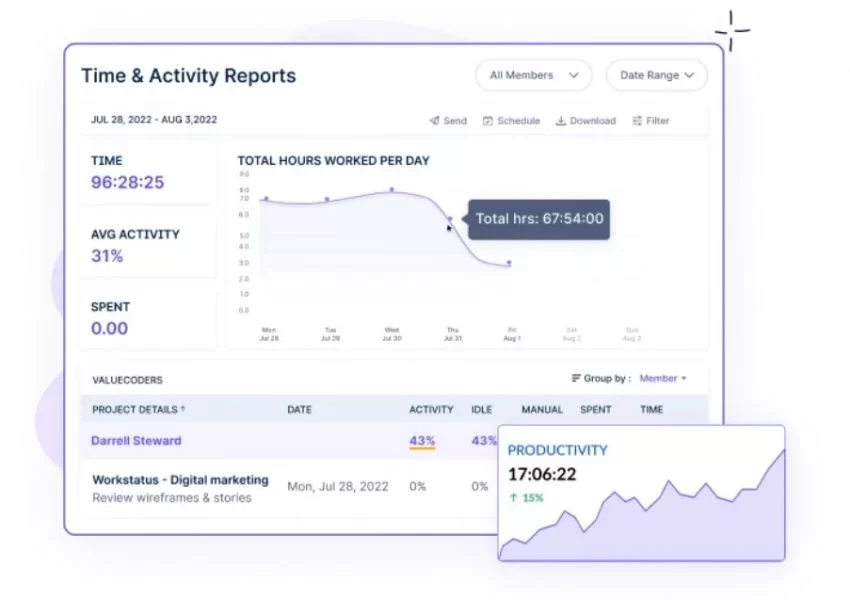 Time & Activity Reports
All Members
Date Range
JUL 28, 2022 - AUG 3,2022
Send
Schedule
Download
Filter
TIME
96:28:25
AVG ACTIVITY
31%
SPENT
0.00
TOTAL HOURS WORKED PER DAY
8.0
7.0
6.0
5.0
4.0
3.0
2.0
1.0
0.0
Total hrs: 67:54:00
Mon Tue Wed Thu Fri Sat Sun
Jul 28 Jul 29 Jul 30 Jul 31 Aug 1 Aug 2 Aug 3
VALUECODERS
Group by : Member
PROJECT DETAILS ↑ DATE ACTIVITY IDLE MANUAL SPENT TIME
Darrell Steward 43% 43%
Workstatus - Digital marketing
Mon, Jul 28, 2022 0% 0%
Review wireframes & stories
PRODUCTIVITY
17:06:22
↑ 15%